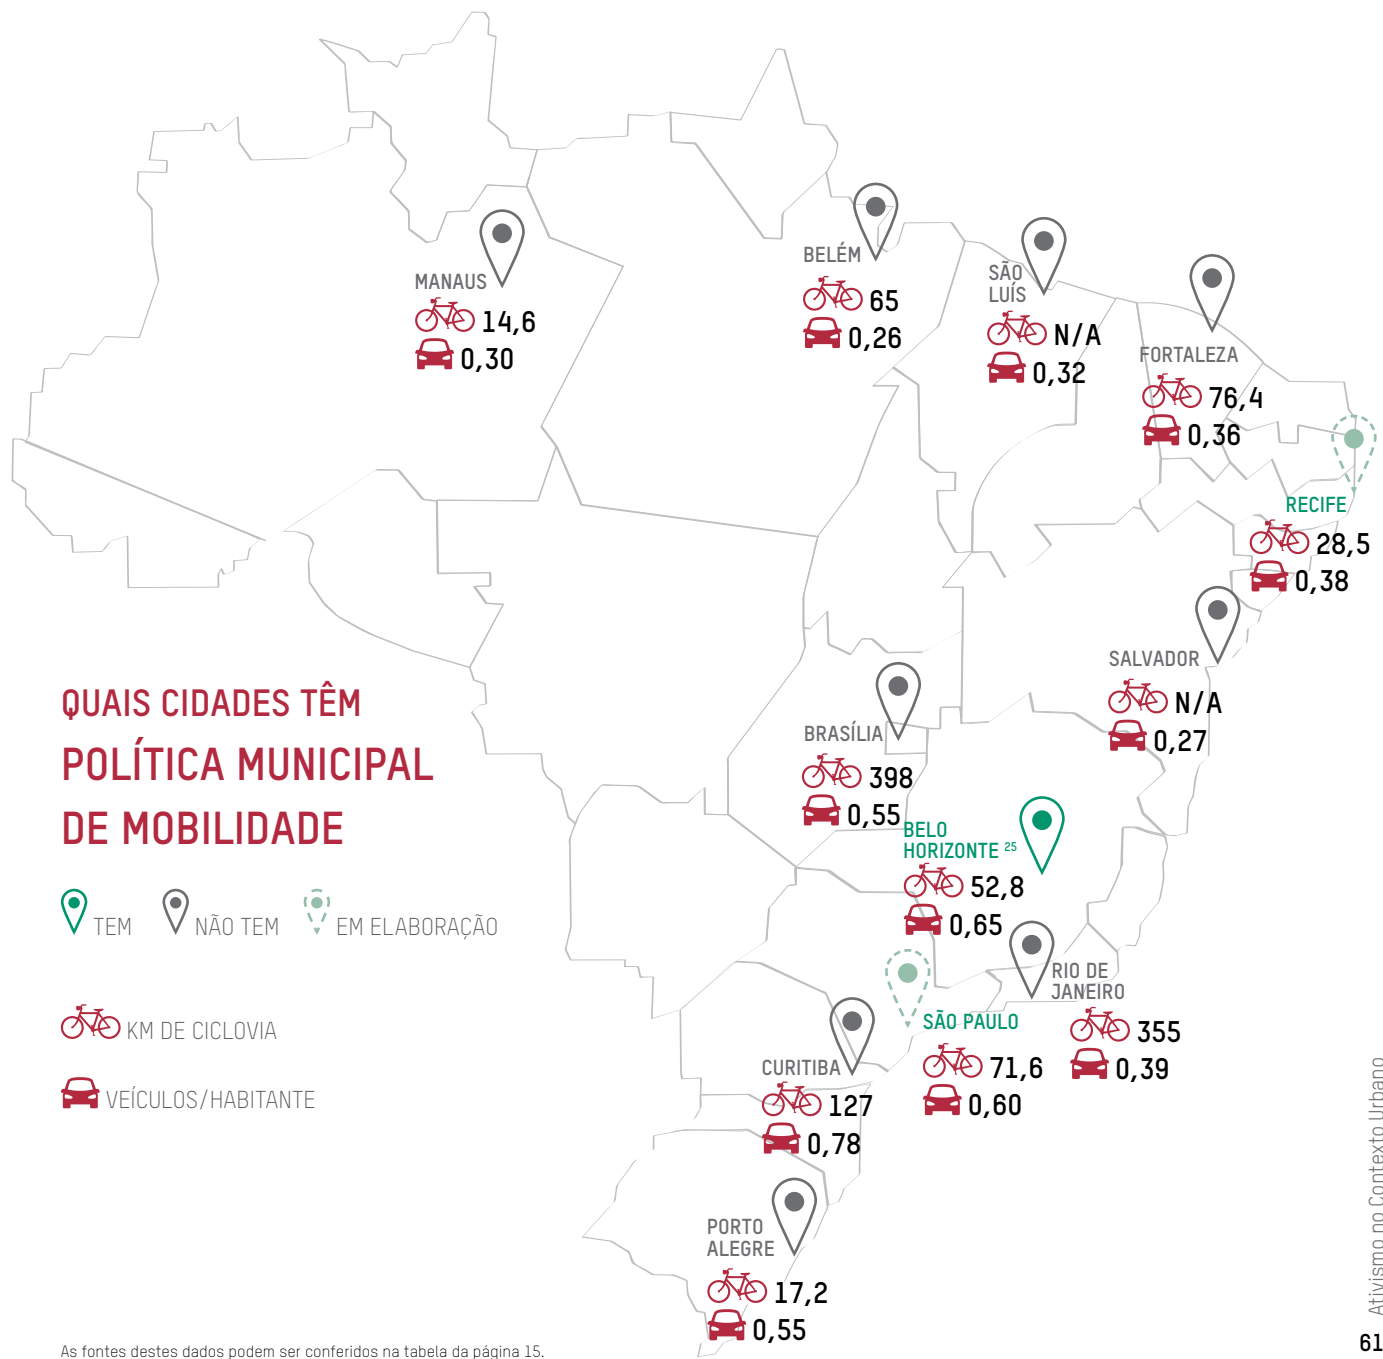 MANAUS
14,6
0,30
BELÉM
65
0,26
SÃO
LUÍS
N/A
0,32
FORTALEZA
76,4
0,36
RECIFE
28,5
0,38
SALVADOR
N/A
0,27
BRASÍLIA
398
0,55
BELO
HORIZONTE 25
52,8
0,65
RIO DE
JANEIRO
355
0,39
SÃO PAULO
71,6
0,60
CURITIBA
127
0,78
PORTO
ALEGRE
17,2
0,55
QUAIS CIDADES TÊM
POLÍTICA MUNICIPAL
DE MOBILIDADE
TEM
NÃO TEM
EM ELABORAÇÃO
KM DE CICLOVIA
VEÍCULOS/HABITANTE
As fontes destes dados podem ser conferidos na tabela da página 15.
Ativismo no Contexto Urbano
61